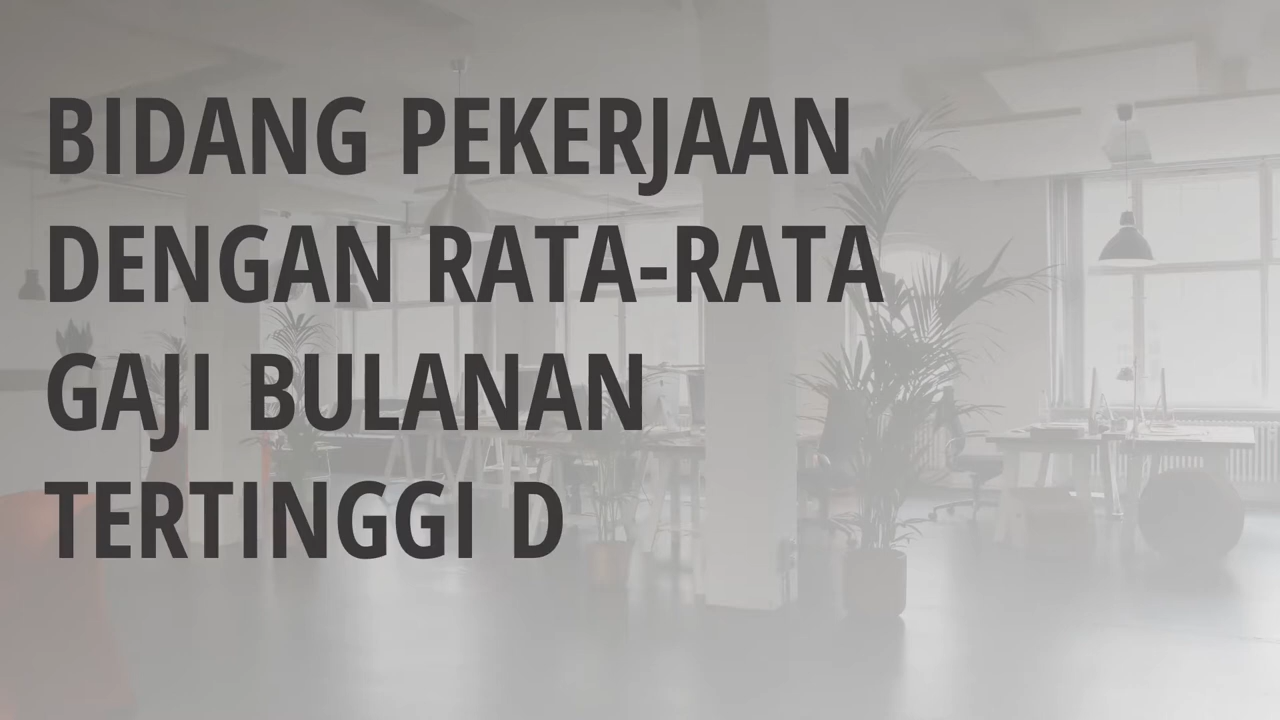 BIDANG PEKERJAAN
DENGAN RATA-RATA
GAJI BULANAN
TERTINGGI D